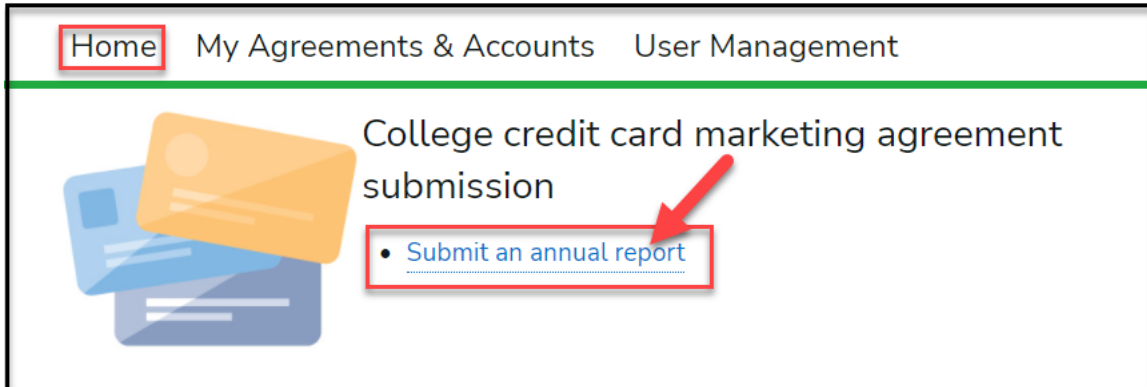 Home My Agreements & Accounts User Management
College credit card marketing agreement
submission
• Submit an annual report